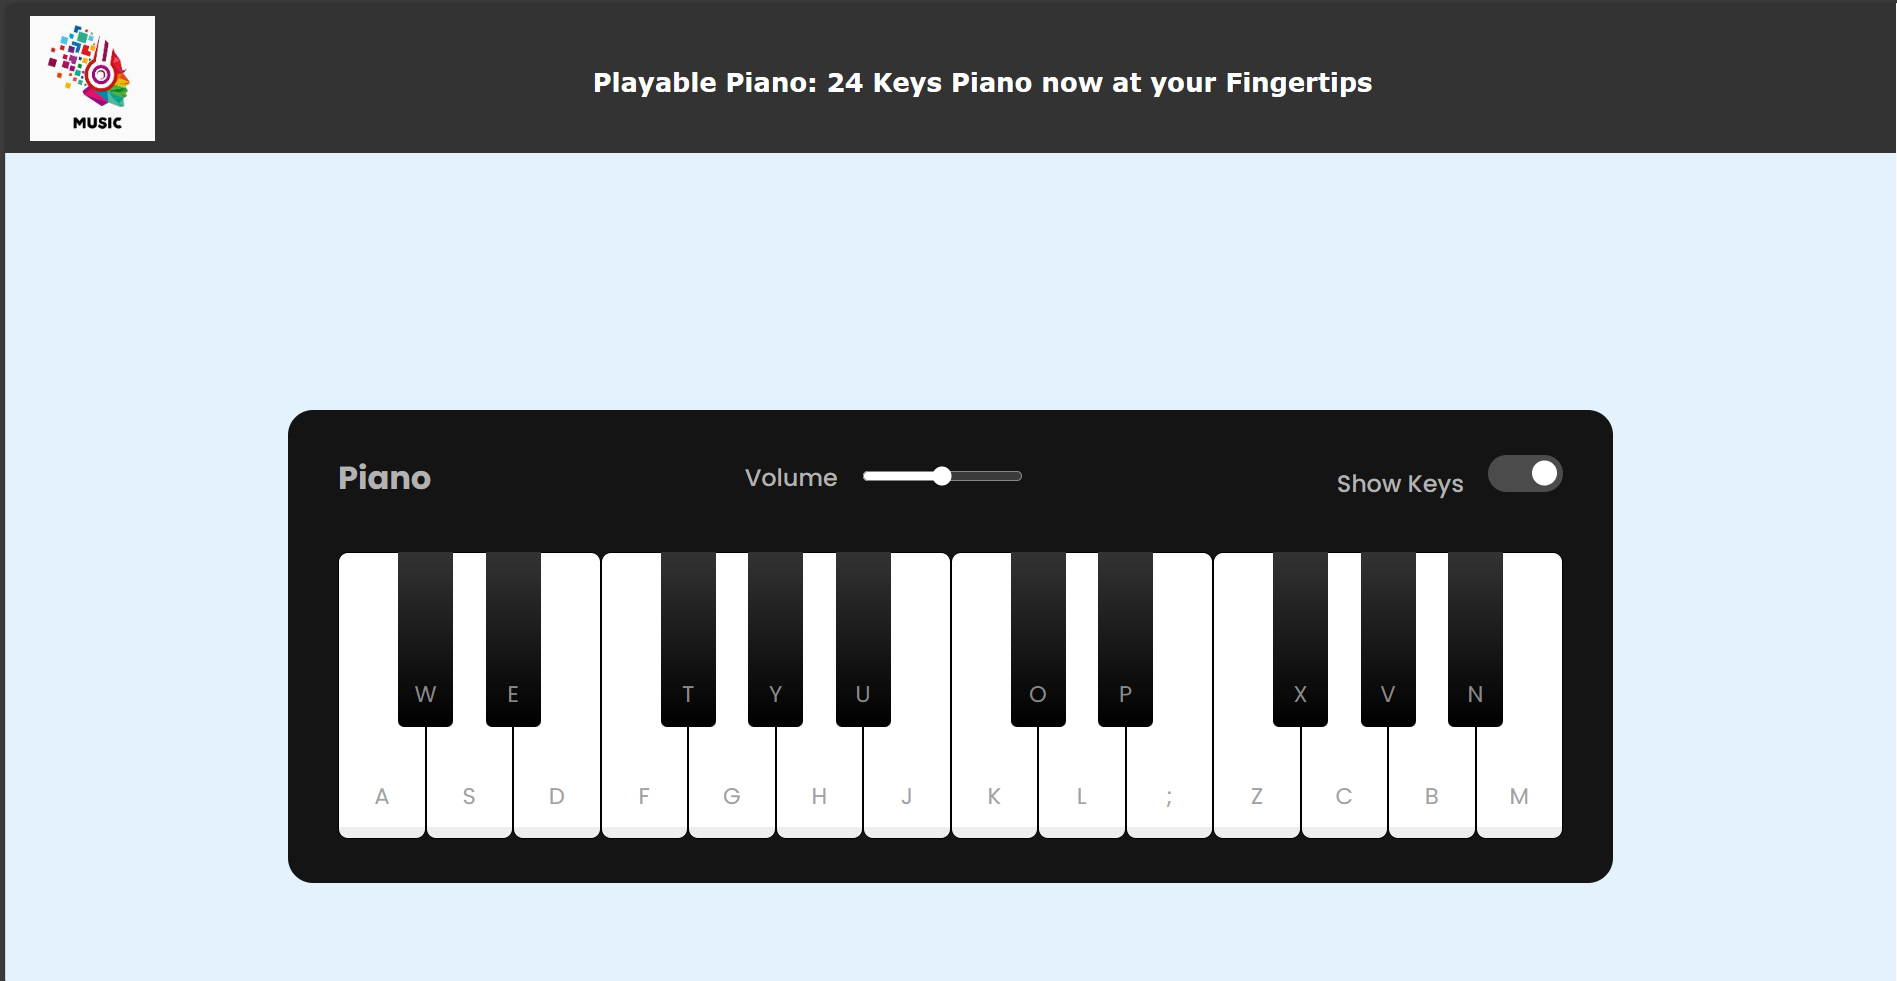 MUSIC
Playable Piano: 24 Keys Piano now at your Fingertips
Piano
Volume
Show Keys
W E T Y U O P X V N
A S D F G H J K L ; Z C B M